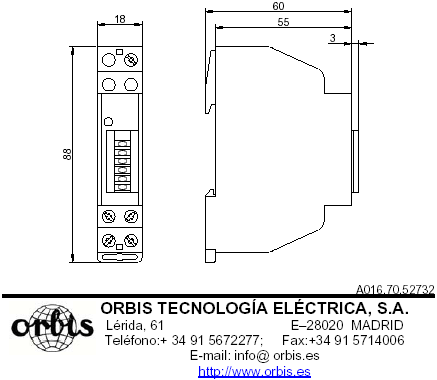 18
60
55
3
88
A016.70.52732
orbis
ORBIS TECNOLOGÍA ELÉCTRICA, S.A.
Lérida, 61 E–28020 MADRID
Teléfono:+ 34 91 5672277; Fax:+34 91 5714006
E-mail: info@ orbis.es
http://www.orbis.es